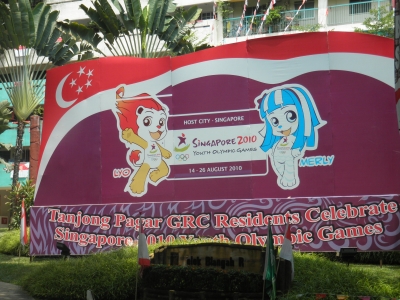 HOST CITY - SINGAPORE
SINGAPORE 2010
YOUTH OLYMPIC GAMES
14 - 26 AUGUST 2010
LYO
MERLY
Tanjong Pagar GRC Residents Celebrate
Singapore 2010 Youth Olympic Games